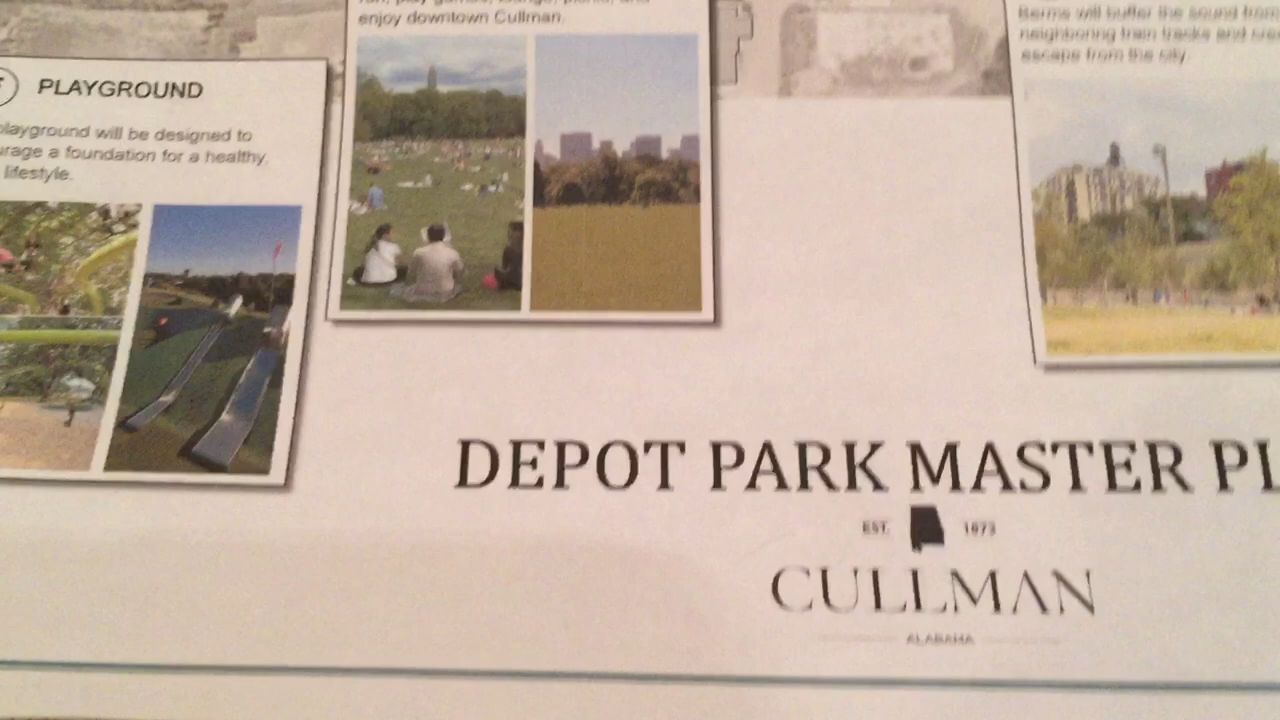 enjoy downtown Cullman.
Berms will buffer the sound from
neighboring train tracks and
escape from the city.
PLAYGROUND
playground will be designed to
urage a foundation for a healthy,
lifestyle.
DEPOT PARK MASTER PL
EST. 1873
CULLMAN
ALABAMA